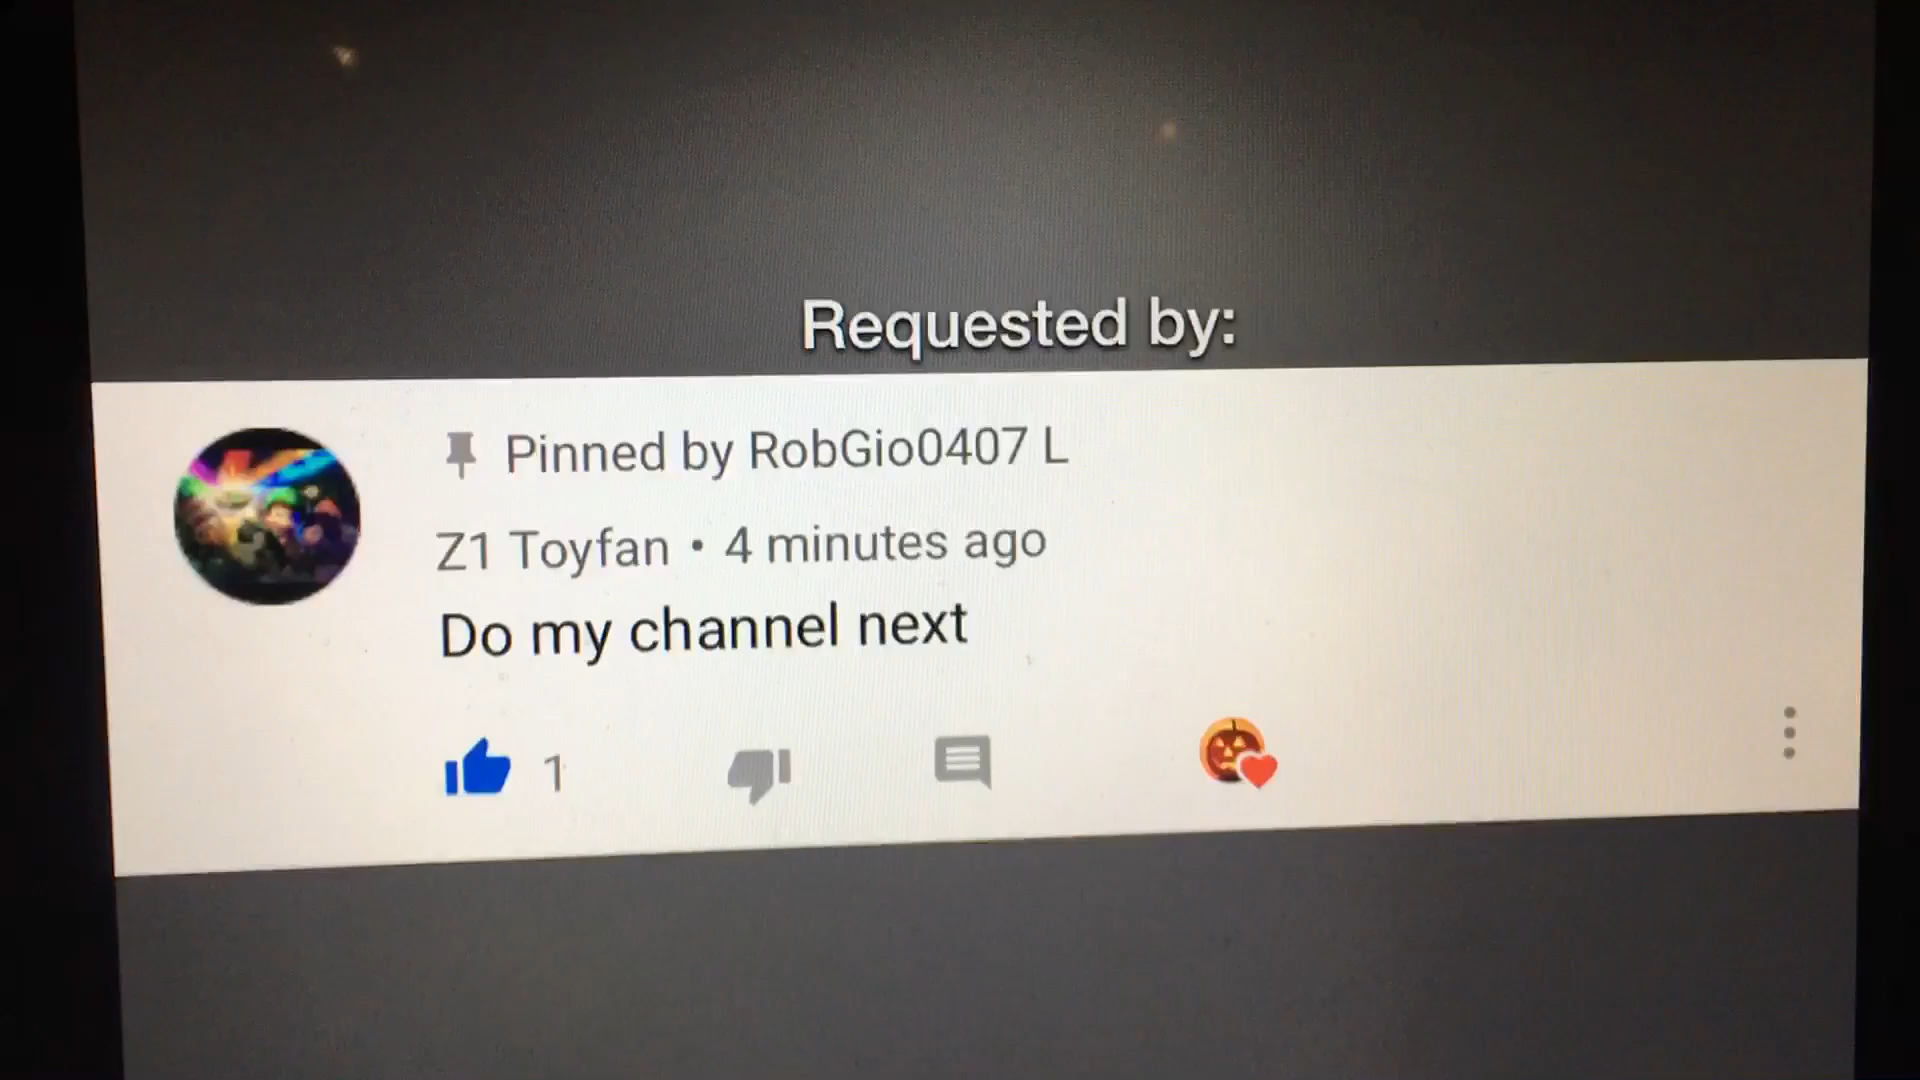 Requested by:
Pinned by RobGio0407 L
Z1 Toyfan • 4 minutes ago
Do my channel next
1